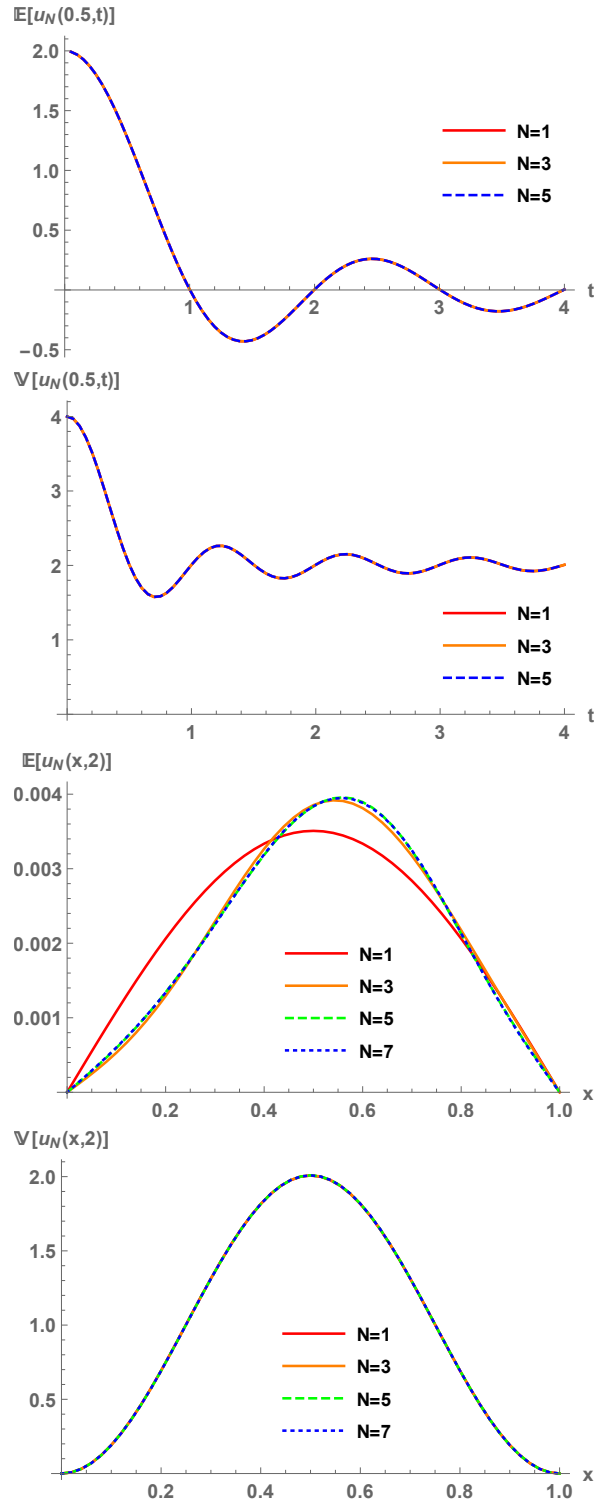 𝔼[u_N(0.5,t)]
2.0
1.5
1.0
0.5
−0.5
1 2 3 4 t
N=1
N=3
N=5
𝕍[u_N(0.5,t)]
4
3
2
1
1 2 3 4 t
N=1
N=3
N=5
𝔼[u_N(x,2)]
0.004
0.003
0.002
0.001
0.2 0.4 0.6 0.8 1.0 x
N=1
N=3
N=5
N=7
𝕍[u_N(x,2)]
2.0
1.5
1.0
0.5
0.2 0.4 0.6 0.8 1.0 x
N=1
N=3
N=5
N=7